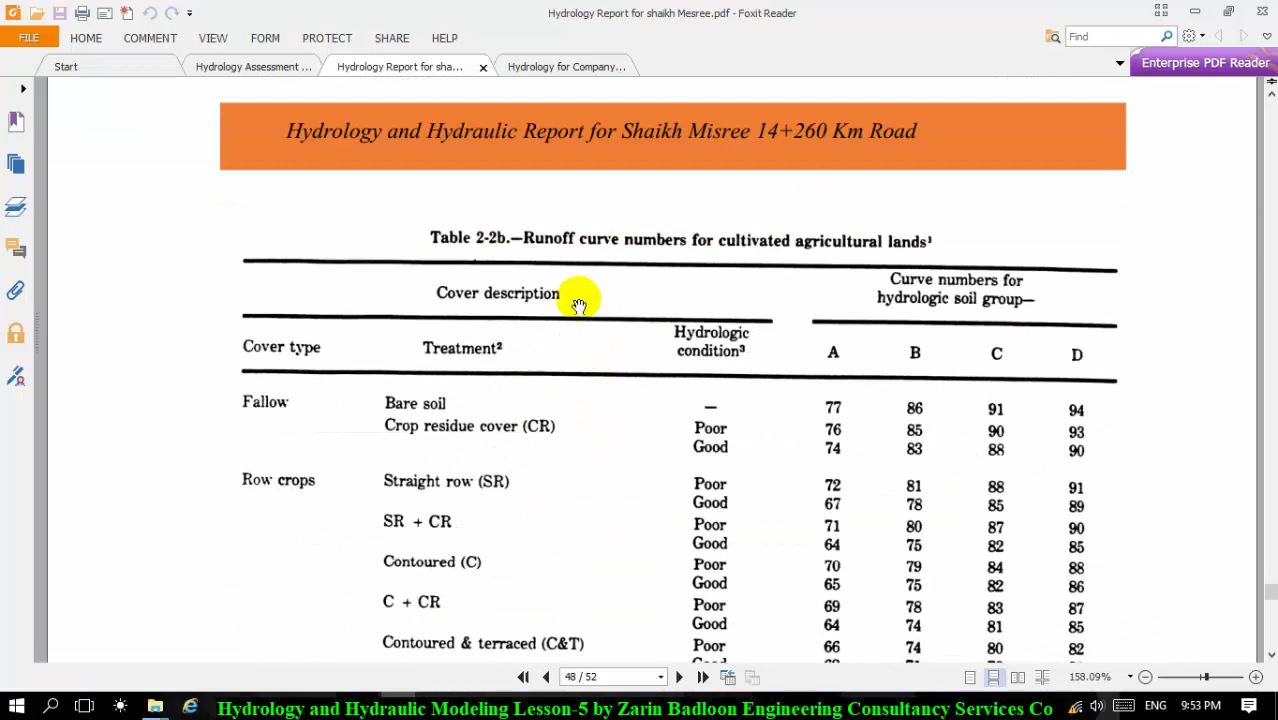 Hydrology Report for shaikh Mesree.pdf - Foxit Reader
FILE HOME COMMENT VIEW FORM PROTECT SHARE HELP
Find
Start Hydrology Assessment ... Hydrology Report for sha... Hydrology for Company,... Enterprise PDF Reader
Hydrology and Hydraulic Report for Shaikh Misree 14+260 Km Road
Table 2-2b.—Runoff curve numbers for cultivated agricultural lands¹
Cover description
Curve numbers for
hydrologic soil group—
Cover type Treatment² Hydrologic
condition³ A B C D
Fallow Bare soil — 77 86 91 94
Crop residue cover (CR) Poor 76 85 90 93
Good 74 83 88 90
Row crops Straight row (SR) Poor 72 81 88 91
Good 67 78 85 89
SR + CR Poor 71 80 87 90
Good 64 75 82 85
Contoured (C) Poor 70 79 84 88
Good 65 75 82 86
C + CR Poor 69 78 83 87
Good 64 74 81 85
Contoured & terraced (C&T) Poor 66 74 80 82
48 / 52
158.09%
ENG 9:53 PM
Hydrology and Hydraulic Modeling Lesson-5 by Zarin Badloon Engineering Consultancy Services Co